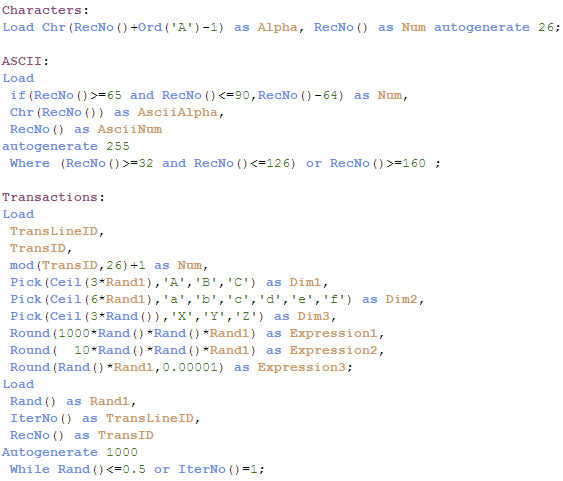 Characters:
Load Chr(RecNo()+Ord('A')-1) as Alpha, RecNo() as Num autogenerate 26;
ASCII:
Load
if(RecNo()>=65 and RecNo()<=90,RecNo()-64) as Num,
Chr(RecNo()) as AsciiAlpha,
RecNo() as AsciiNum
autogenerate 255
Where (RecNo()>=32 and RecNo()<=126) or RecNo()>=160 ;
Transactions:
Load
TransLineID,
TransID,
mod(TransID,26)+1 as Num,
Pick(Ceil(3*Rand1),'A','B','C') as Dim1,
Pick(Ceil(6*Rand1),'a','b','c','d','e','f') as Dim2,
Pick(Ceil(3*Rand()),'X','Y','Z') as Dim3,
Round(1000*Rand()*Rand()*Rand1) as Expression1,
Round(  10*Rand()*Rand()*Rand1) as Expression2,
Round(Rand()*Rand1,0.00001) as Expression3;
Load
Rand() as Rand1,
IterNo() as TransLineID,
RecNo() as TransID
Autogenerate 1000
While Rand()<=0.5 or IterNo()=1;